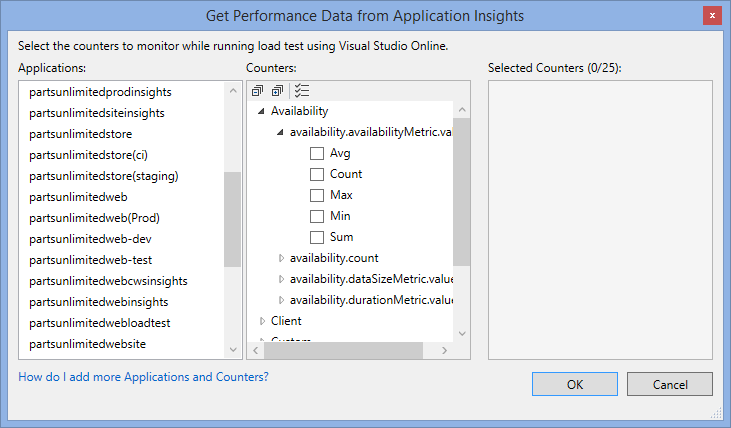 Get Performance Data from Application Insights
x
Select the counters to monitor while running load test using Visual Studio Online.
Applications:
partsunlimitedprodinsights
partsunlimitedsiteinsights
partsunlimitedstore
partsunlimitedstore(ci)
partsunlimitedstore(staging)
partsunlimitedweb
partsunlimitedweb(Prod)
partsunlimitedweb-dev
partsunlimitedweb-test
partsunlimitedwebcwsinsights
partsunlimitedwebinsights
partsunlimitedwebloadtest
partsunlimitedwebsite
Counters:
Availability
availability.availabilityMetric.val
Avg
Count
Max
Min
Sum
availability.count
availability.dataSizeMetric.value
availability.durationMetric.value
Client
Selected Counters (0/25):
How do I add more Applications and Counters?
OK
Cancel